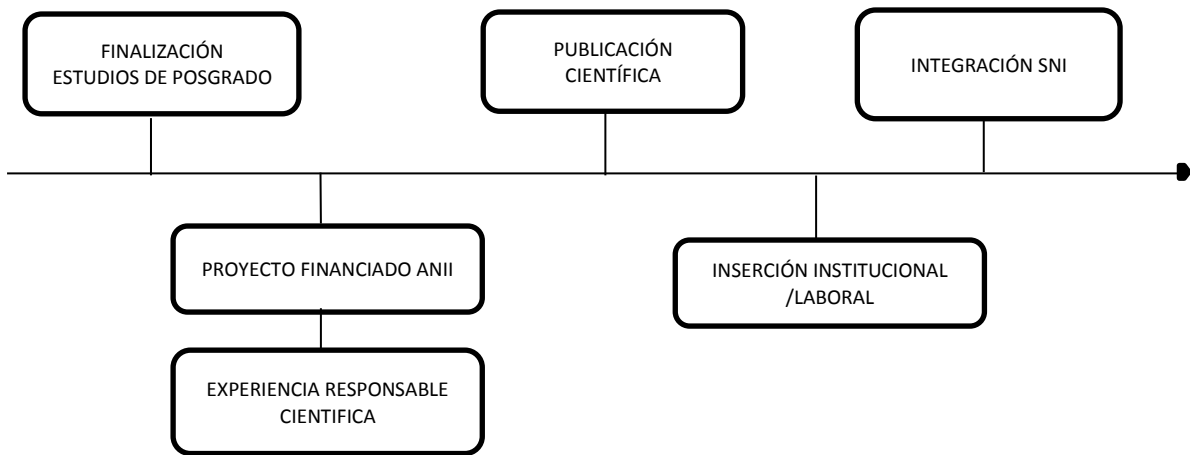 FINALIZACIÓN
ESTUDIOS DE POSGRADO
PUBLICACIÓN
CIENTÍFICA
INTEGRACIÓN SNI
PROYECTO FINANCIADO ANII
INSERCIÓN INSTITUCIONAL
/LABORAL
EXPERIENCIA RESPONSABLE
CIENTIFICA